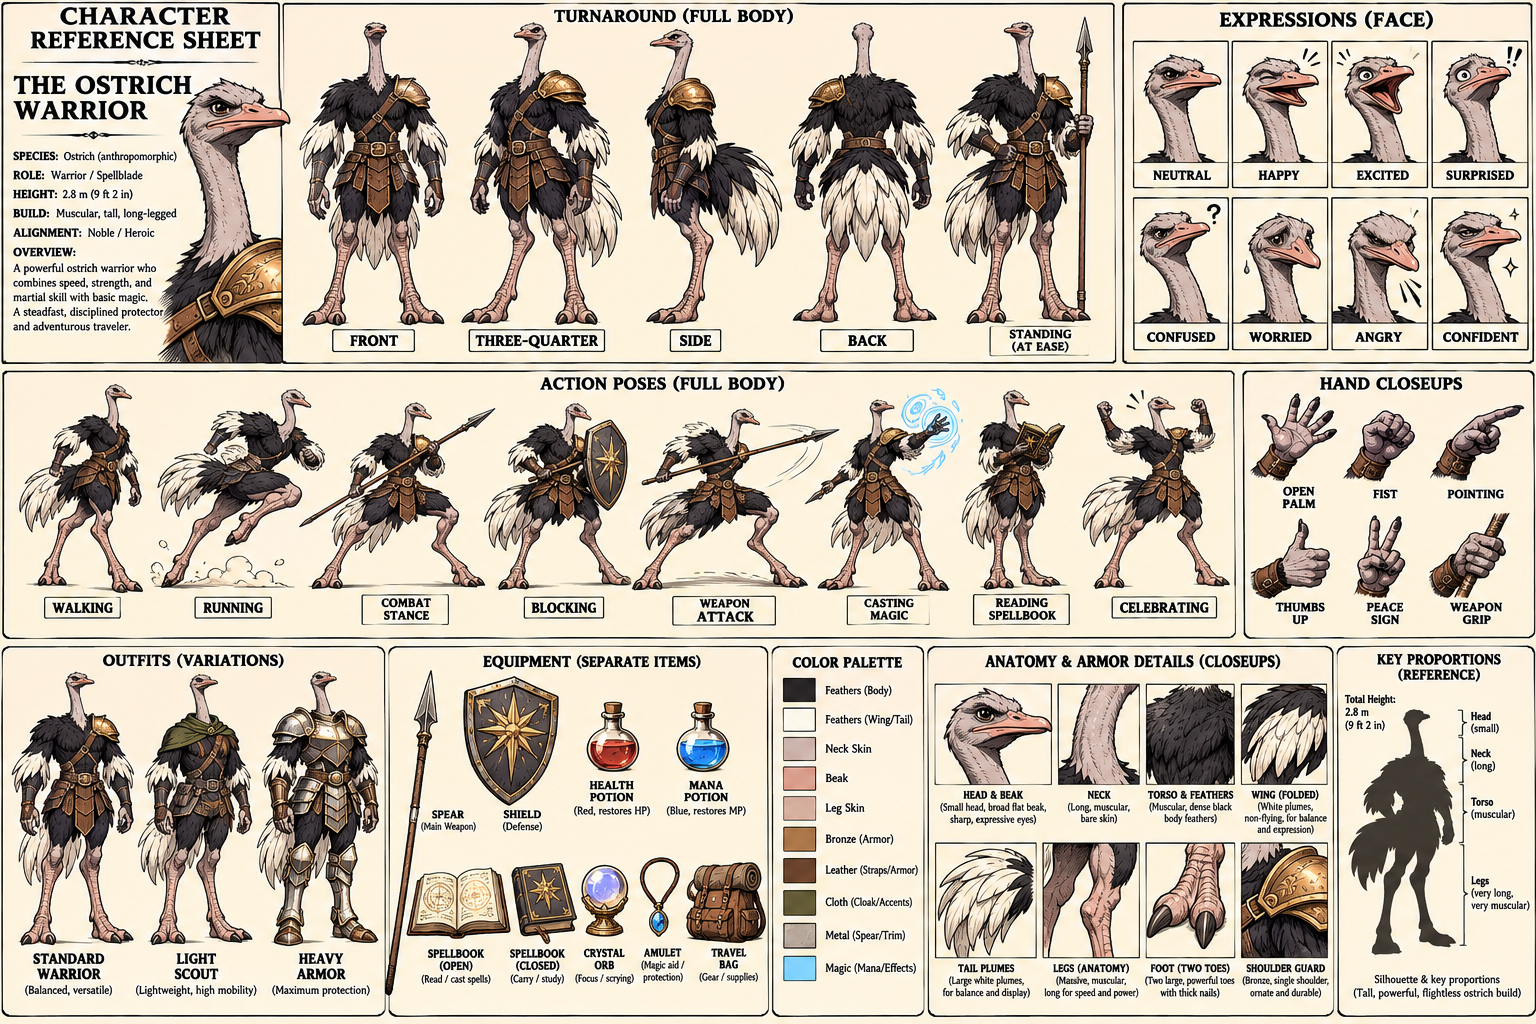 CHARACTER
REFERENCE SHEET
THE OSTRICH
WARRIOR
SPECIES: Ostrich (anthropomorphic)
ROLE: Warrior / Spellblade
HEIGHT: 2.8 m (9 ft 2 in)
BUILD: Muscular, tall, long-legged
ALIGNMENT: Noble / Heroic
OVERVIEW:
A powerful ostrich warrior who
combines speed, strength, and
martial skill with basic magic.
A steadfast, disciplined protector
and adventurous traveler.
TURNAROUND (FULL BODY)
FRONT
THREE-QUARTER
SIDE
BACK
STANDING
(AT EASE)
EXPRESSIONS (FACE)
NEUTRAL
HAPPY
EXCITED
!!
SURPRISED
?
CONFUSED
WORRIED
ANGRY
CONFIDENT
ACTION POSES (FULL BODY)
WALKING
RUNNING
COMBAT
STANCE
BLOCKING
WEAPON
ATTACK
CASTING
MAGIC
READING
SPELLBOOK
CELEBRATING
HAND CLOSEUPS
OPEN
PALM
FIST
POINTING
THUMBS
UP
PEACE
SIGN
WEAPON
GRIP
OUTFITS (VARIATIONS)
STANDARD
WARRIOR
(Balanced, versatile)
LIGHT
SCOUT
(Lightweight, high mobility)
HEAVY
ARMOR
(Maximum protection)
EQUIPMENT (SEPARATE ITEMS)
SPEAR
(Main Weapon)
SHIELD
(Defense)
HEALTH
POTION
(Red, restores HP)
MANA
POTION
(Blue, restores MP)
SPELLBOOK
(OPEN)
(Read / cast spells)
SPELLBOOK
(CLOSED)
(Carry / study)
CRYSTAL
ORB
(Focus / scrying)
AMULET
(Magic aid /
protection)
TRAVEL
BAG
(Gear / supplies)
COLOR PALETTE
Feathers (Body)
Feathers (Wing/Tail)
Neck Skin
Beak
Leg Skin
Bronze (Armor)
Leather (Straps/Armor)
Cloth (Cloak/Accents)
Metal (Spear/Trim)
Magic (Mana/Effects)
ANATOMY & ARMOR DETAILS (CLOSEUPS)
HEAD & BEAK
(Small head, broad flat beak,
sharp, expressive eyes)
NECK
(Long, muscular,
bare skin)
TORSO & FEATHERS
(Muscular, dense black
body feathers)
WING (FOLDED)
(White plumes,
non-flying, for balance
and expression)
TAIL PLUMES
(Large white plumes,
for balance and display)
LEGS (ANATOMY)
(Massive, muscular,
long for speed and power)
FOOT (TWO TOES)
(Two large, powerful toes
with thick nails)
SHOULDER GUARD
(Bronze, single shoulder,
ornate and durable)
KEY PROPORTIONS
(REFERENCE)
Total Height:
2.8 m
(9 ft 2 in)
Head
(small)
Neck
(long)
Torso
(muscular)
Legs
(very long,
very muscular)
Silhouette & key proportions
(Tall, powerful, flightless ostrich build)